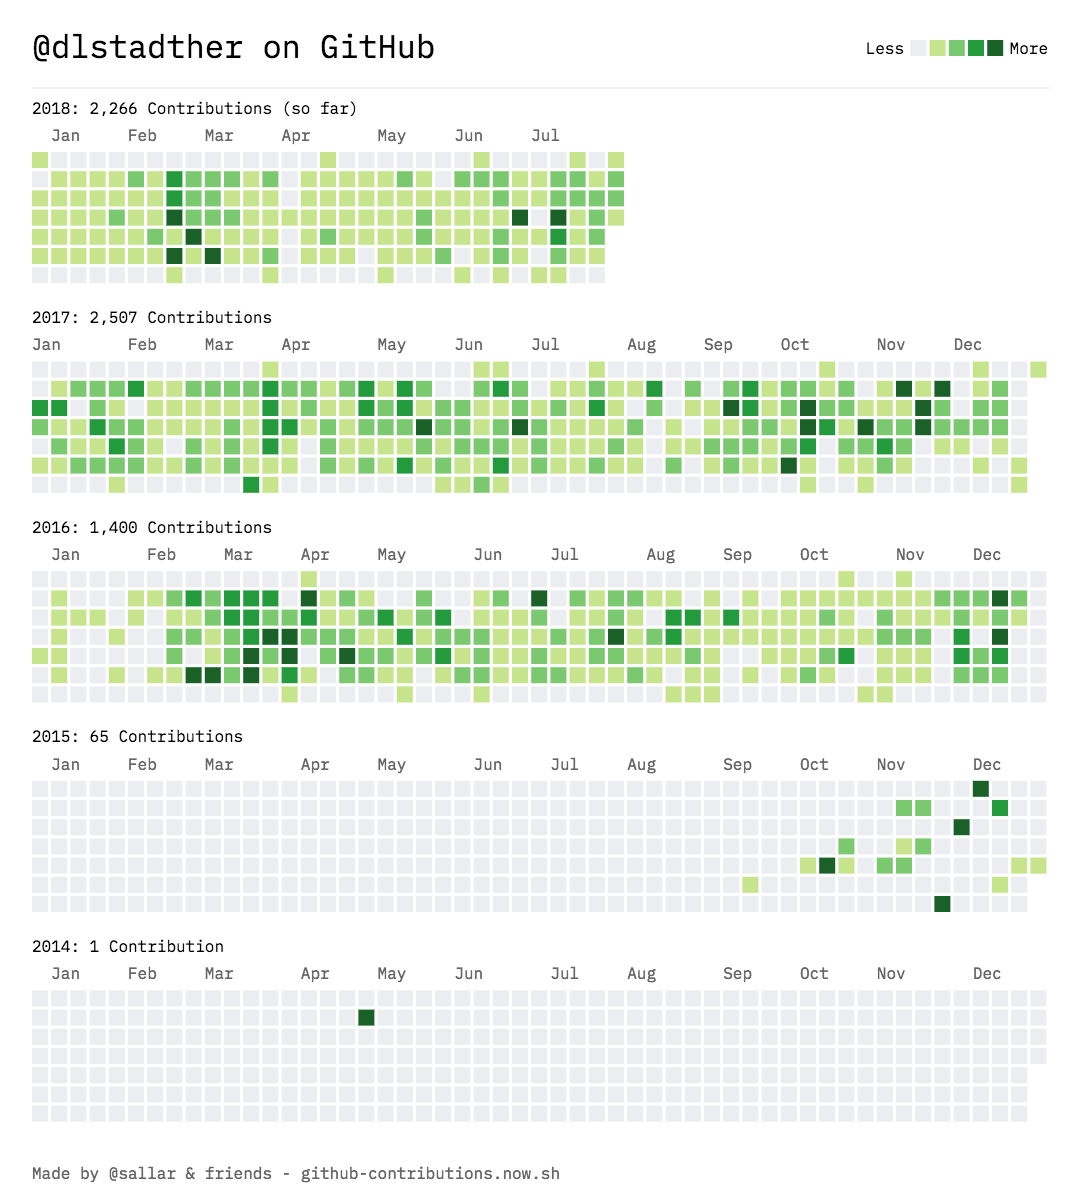 @dlstadther on GitHub
Less More
2018: 2,266 Contributions (so far)
Jan Feb Mar Apr May Jun Jul
2017: 2,507 Contributions
Jan Feb Mar Apr May Jun Jul Aug Sep Oct Nov Dec
2016: 1,400 Contributions
Jan Feb Mar Apr May Jun Jul Aug Sep Oct Nov Dec
2015: 65 Contributions
Jan Feb Mar Apr May Jun Jul Aug Sep Oct Nov Dec
2014: 1 Contribution
Jan Feb Mar Apr May Jun Jul Aug Sep Oct Nov Dec
Made by @sallar & friends - github-contributions.now.sh